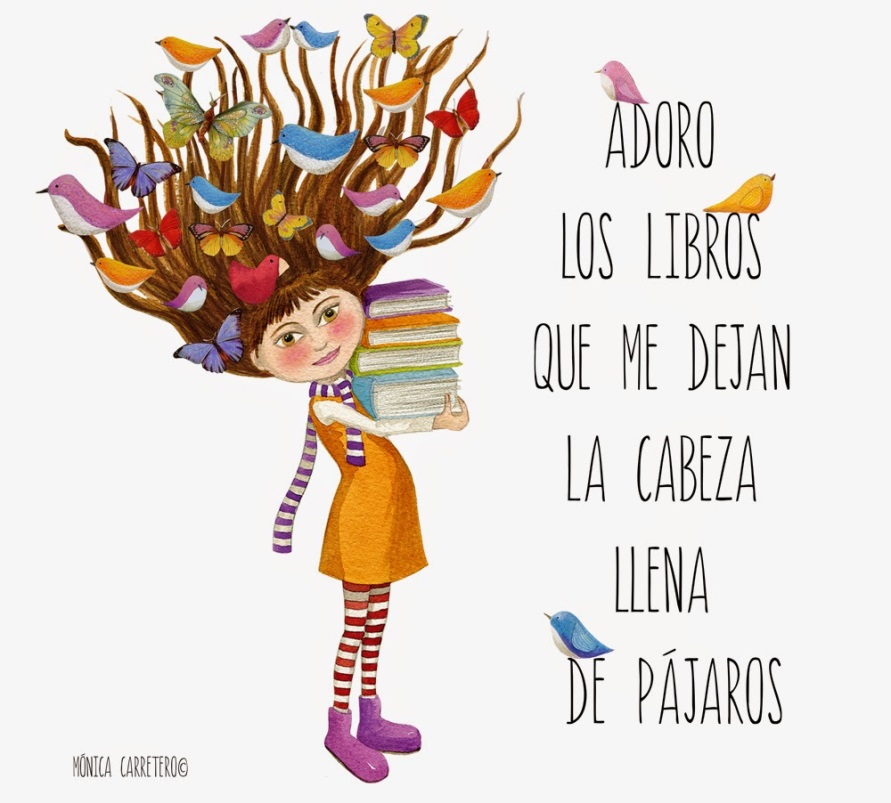 ADORO
LOS LIBROS
QUE ME DEJAN
LA CABEZA
LLENA
DE PÁJAROS
MÓNICA CARRETERO©